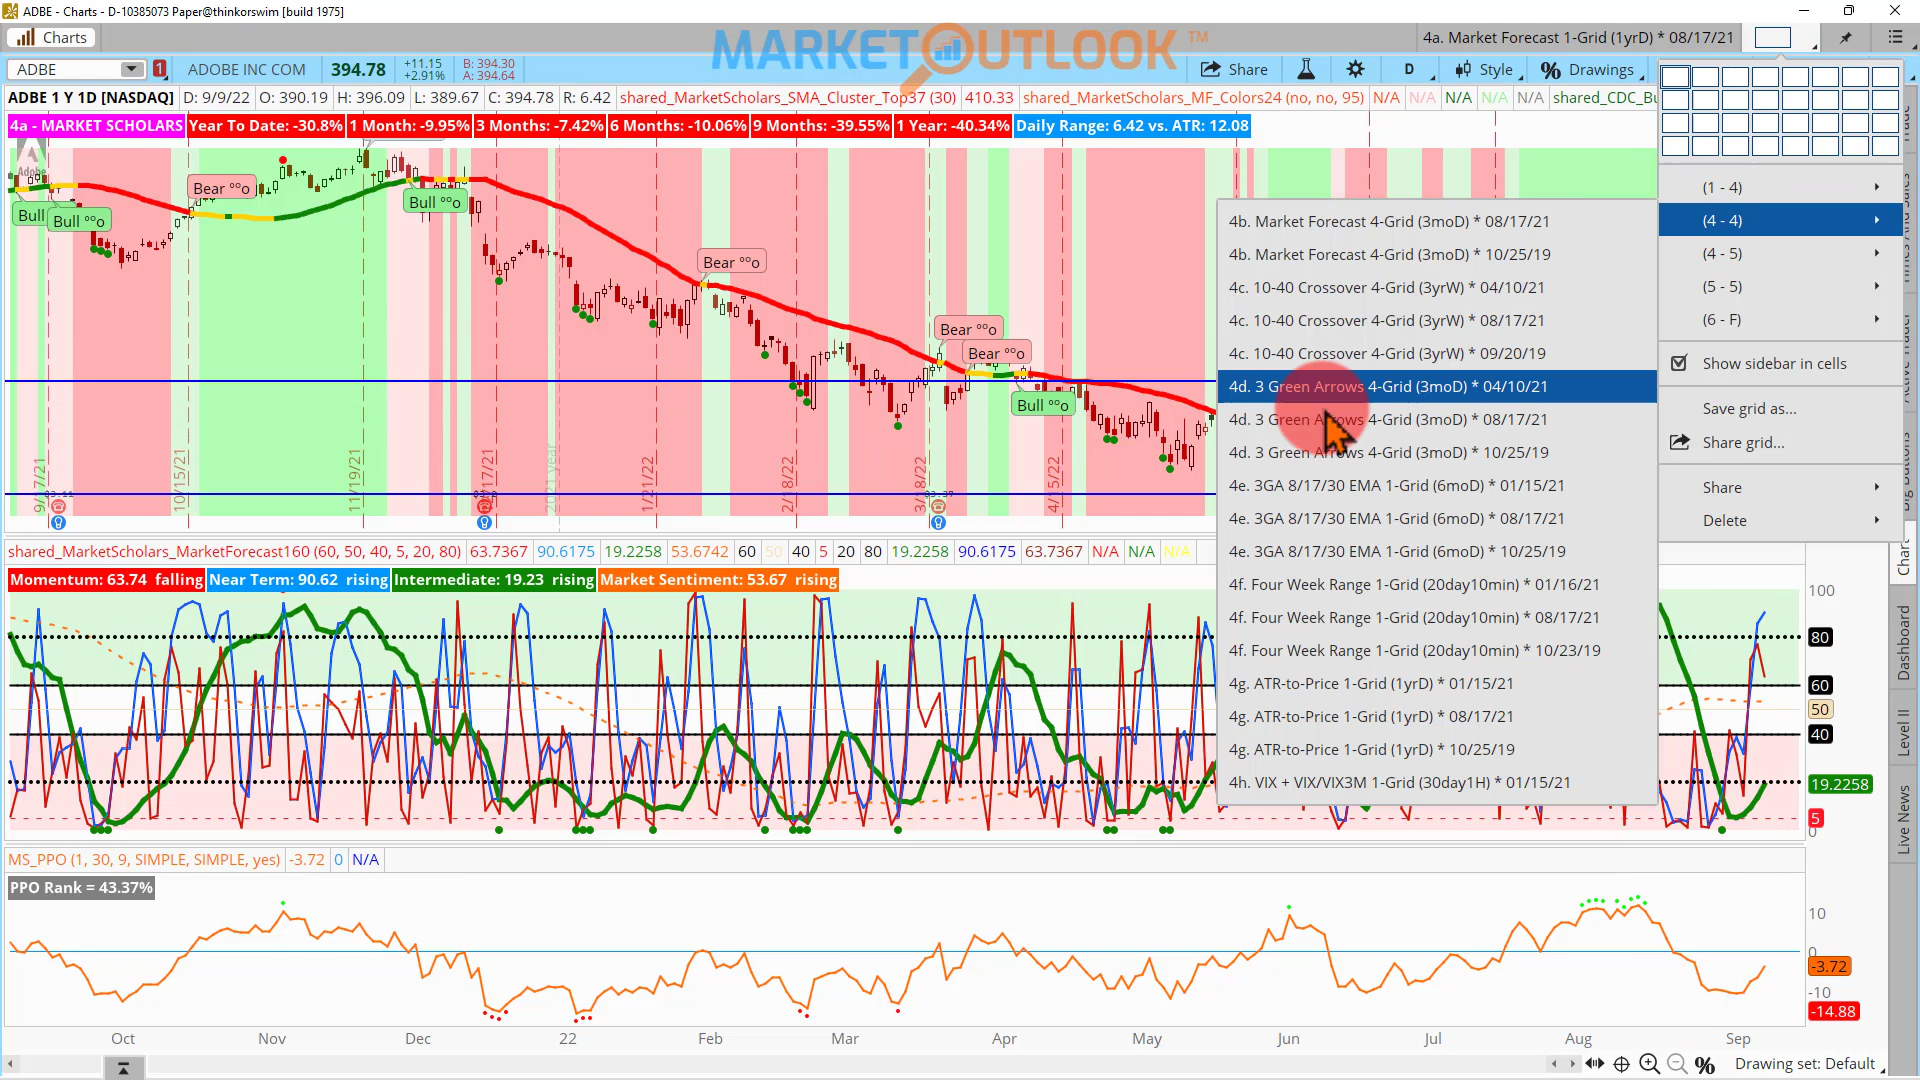 ADBE - Charts - D-10385073 Paper@thinkorswim [build 1975]
Charts
MARKETOUTLOOK TM
4a. Market Forecast 1-Grid (1yrD) * 08/17/21
ADBE
1
ADOBE INC COM
394.78
+11.15
+2.91%
B: 394.30
A: 394.64
Share
D
Style
% Drawings
ADBE 1 Y 1D [NASDAQ] D: 9/9/22 O: 390.19 H: 396.09 L: 389.67 C: 394.78 R: 6.42 shared_MarketScholars_SMA_Cluster_Top37 (30) 410.33 shared_MarketScholars_MF_Colors24 (no, no, 95) N/A N/A N/A N/A N/A shared_CDC_Bu
4a - MARKET SCHOLARS Year To Date: -30.8% 1 Month: -9.95% 3 Months: -7.42% 6 Months: -10.06% 9 Months: -39.55% 1 Year: -40.34% Daily Range: 6.42 vs. ATR: 12.08
Adobe
Bear °°o
Bull
Bull °°o
Bull °°o
Bear °°o
Bear °°o
Bear °°o
Bull °°o
9/17/21
10/15/21
11/19/21
2021 year
1/21/22
2/18/22
3/18/22
4/15/22
4b. Market Forecast 4-Grid (3moD) * 08/17/21
4b. Market Forecast 4-Grid (3moD) * 10/25/19
4c. 10-40 Crossover 4-Grid (3yrW) * 04/10/21
4c. 10-40 Crossover 4-Grid (3yrW) * 08/17/21
4c. 10-40 Crossover 4-Grid (3yrW) * 09/20/19
4d. 3 Green Arrows 4-Grid (3moD) * 04/10/21
4d. 3 Green Arrows 4-Grid (3moD) * 08/17/21
4d. 3 Green Arrows 4-Grid (3moD) * 10/25/19
4e. 3GA 8/17/30 EMA 1-Grid (6moD) * 01/15/21
4e. 3GA 8/17/30 EMA 1-Grid (6moD) * 08/17/21
4e. 3GA 8/17/30 EMA 1-Grid (6moD) * 10/25/19
4f. Four Week Range 1-Grid (20day10min) * 01/16/21
4f. Four Week Range 1-Grid (20day10min) * 08/17/21
4f. Four Week Range 1-Grid (20day10min) * 10/23/19
4g. ATR-to-Price 1-Grid (1yrD) * 01/15/21
4g. ATR-to-Price 1-Grid (1yrD) * 08/17/21
4g. ATR-to-Price 1-Grid (1yrD) * 10/25/19
4h. VIX + VIX/VIX3M 1-Grid (30day1H) * 01/15/21
(1 - 4)
(4 - 4)
(4 - 5)
(5 - 5)
(6 - F)
Show sidebar in cells
Save grid as...
Share grid...
Share
Delete
Chart
Dashboard
Level II
Live News
shared_MarketScholars_MarketForecast160 (60, 50, 40, 5, 20, 80) 63.7367 90.6175 19.2258 53.6742 60 50 40 5 20 80 19.2258 90.6175 63.7367 N/A N/A N/A
Momentum: 63.74 falling Near Term: 90.62 rising Intermediate: 19.23 rising Market Sentiment: 53.67 rising
100
80
60
50
40
19.2258
5
0
MS_PPO (1, 30, 9, SIMPLE, SIMPLE, yes) -3.72 0 N/A
PPO Rank = 43.37%
10
0
-3.72
-10
-14.88
Oct Nov Dec 22 Feb Mar Apr May Jun Jul Aug Sep
% Drawing set: Default